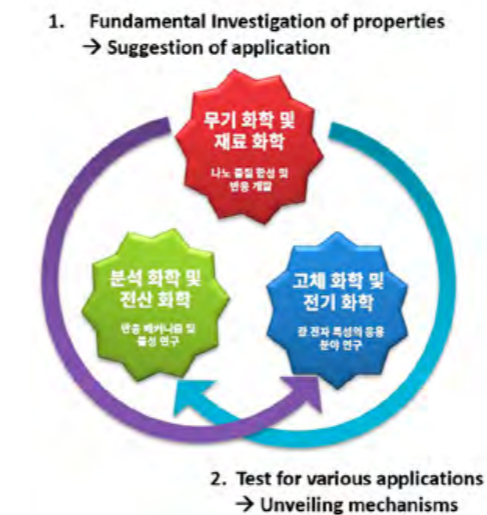 1. Fundamental Investigation of properties
→ Suggestion of application
무기 화학 및
재료 화학
나노 물질 합성 및
반응 개발
분석 화학 및
전산 화학
반응 메커니즘 및
물성 연구
고체 화학 및
전기 화학
광 전자 특성의 응용
분야 연구
2. Test for various applications
→ Unveiling mechanisms